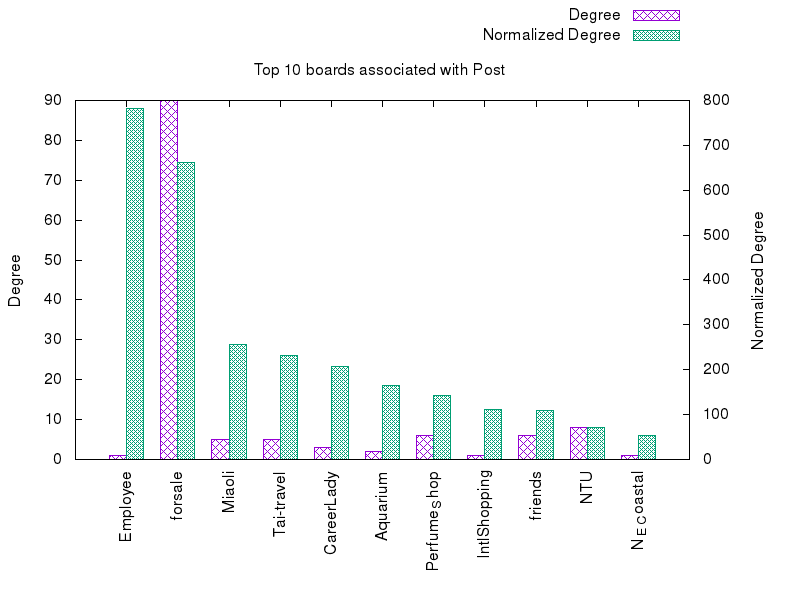 Degree
Normalized Degree
Top 10 boards associated with Post
90
80
70
60
50
40
30
20
10
0
800
700
600
500
400
300
200
100
0
Degree
Normalized Degree
Employee
forsale
Miaoli
Tai-travel
CareerLady
Aquarium
PerfumeShop
IntlShopping
friends
NTU
NECoastal